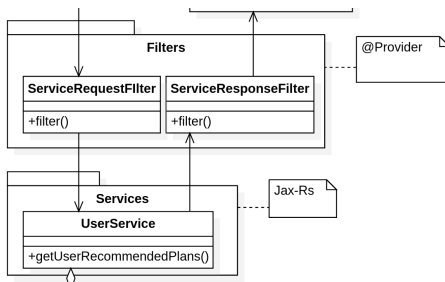 Filters
@Provider
ServiceRequestFIlter
ServiceResponseFilter
+filter()
+filter()
Services
Jax-Rs
UserService
+getUserRecommendedPlans()